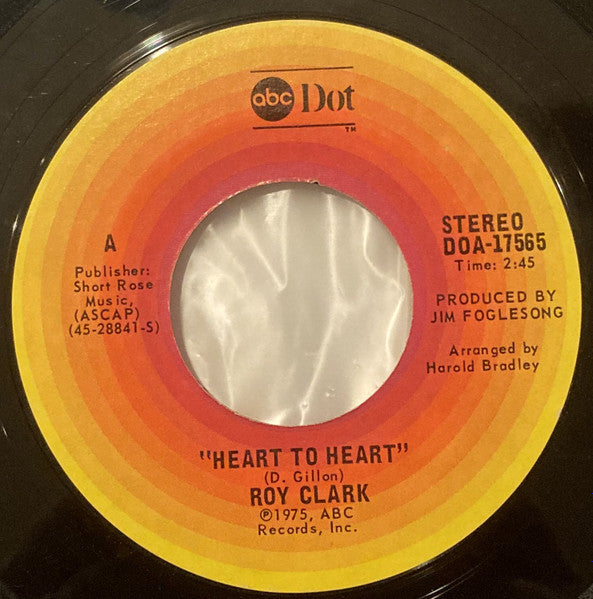 abc Dot
TM
A
Publisher:
Short Rose
Music,
(ASCAP)
(45-28841-S)
STEREO
DOA-17565
Time: 2:45
PRODUCED BY
JIM FOGLESONG
Arranged by
Harold Bradley
"HEART TO HEART"
(D. Gillon)
ROY CLARK
Ⓟ1975, ABC
Records, Inc.